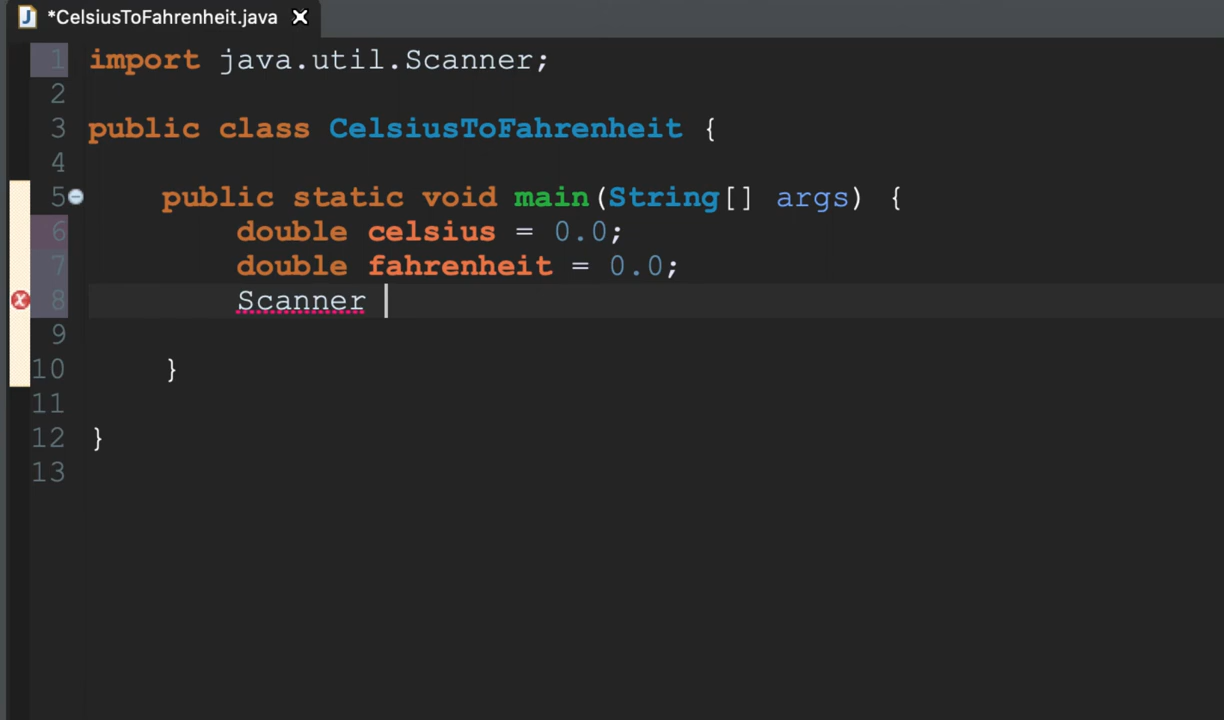 *CelsiusToFahrenheit.java
1 import java.util.Scanner;
2
3 public class CelsiusToFahrenheit {
4
5 public static void main(String[] args) {
6 double celsius = 0.0;
7 double fahrenheit = 0.0;
8 Scanner
9
10 }
11
12 }
13